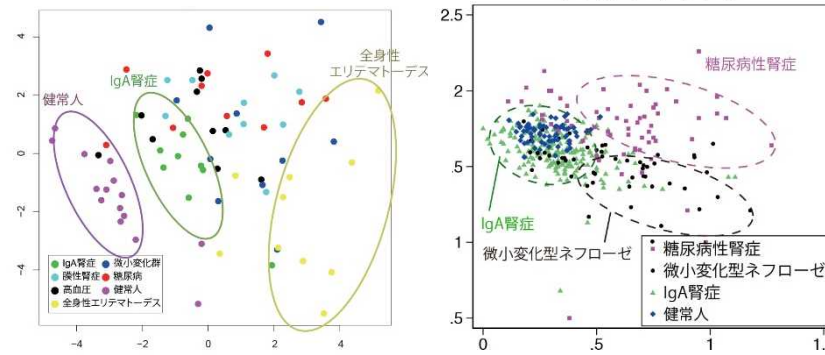 4
2
0
-2
-4
-4
-2
0
2
4
6
健常人
IgA腎症
全身性
エリテマトーデス
IgA腎症
微小変化群
膜性腎症
糖尿病
高血圧
健常人
全身性エリテマトーデス
2.5
2
.5
1
.5
0
.5
1
1.
糖尿病性腎症
IgA腎症
微小変化型ネフローゼ
糖尿病性腎症
微小変化型ネフローゼ
IgA腎症
健常人